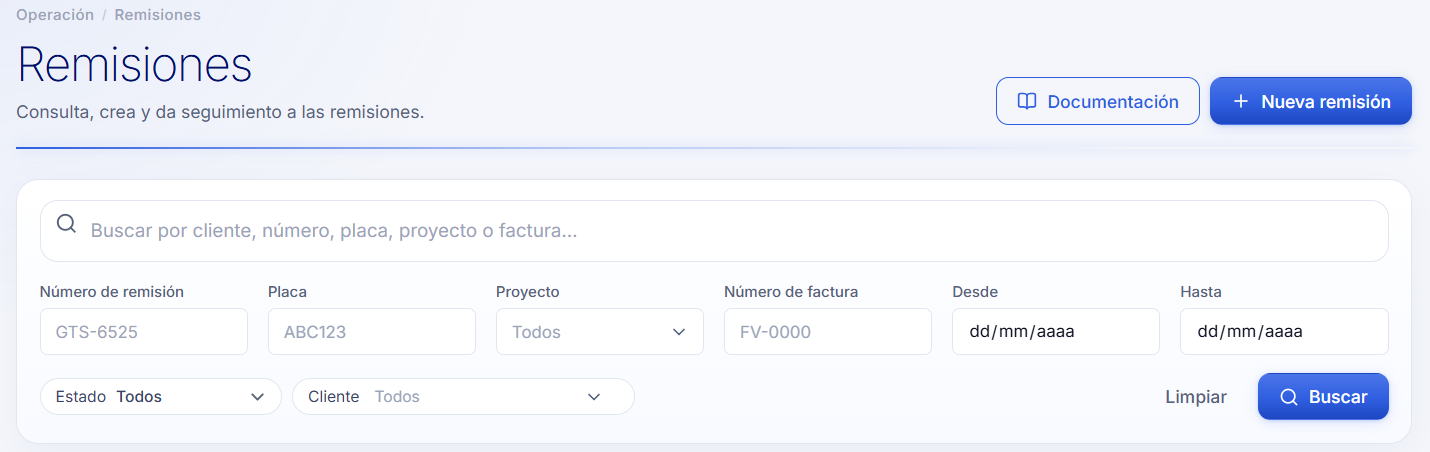 Operación / Remisiones
Remisiones
Consulta, crea y da seguimiento a las remisiones.
Documentación
+ Nueva remisión
Buscar por cliente, número, placa, proyecto o factura...
Número de remisión Placa Proyecto Número de factura Desde Hasta
GTS-6525 ABC123 Todos FV-0000 dd/mm/aaaa dd/mm/aaaa
Estado Todos Cliente Todos Limpiar Buscar